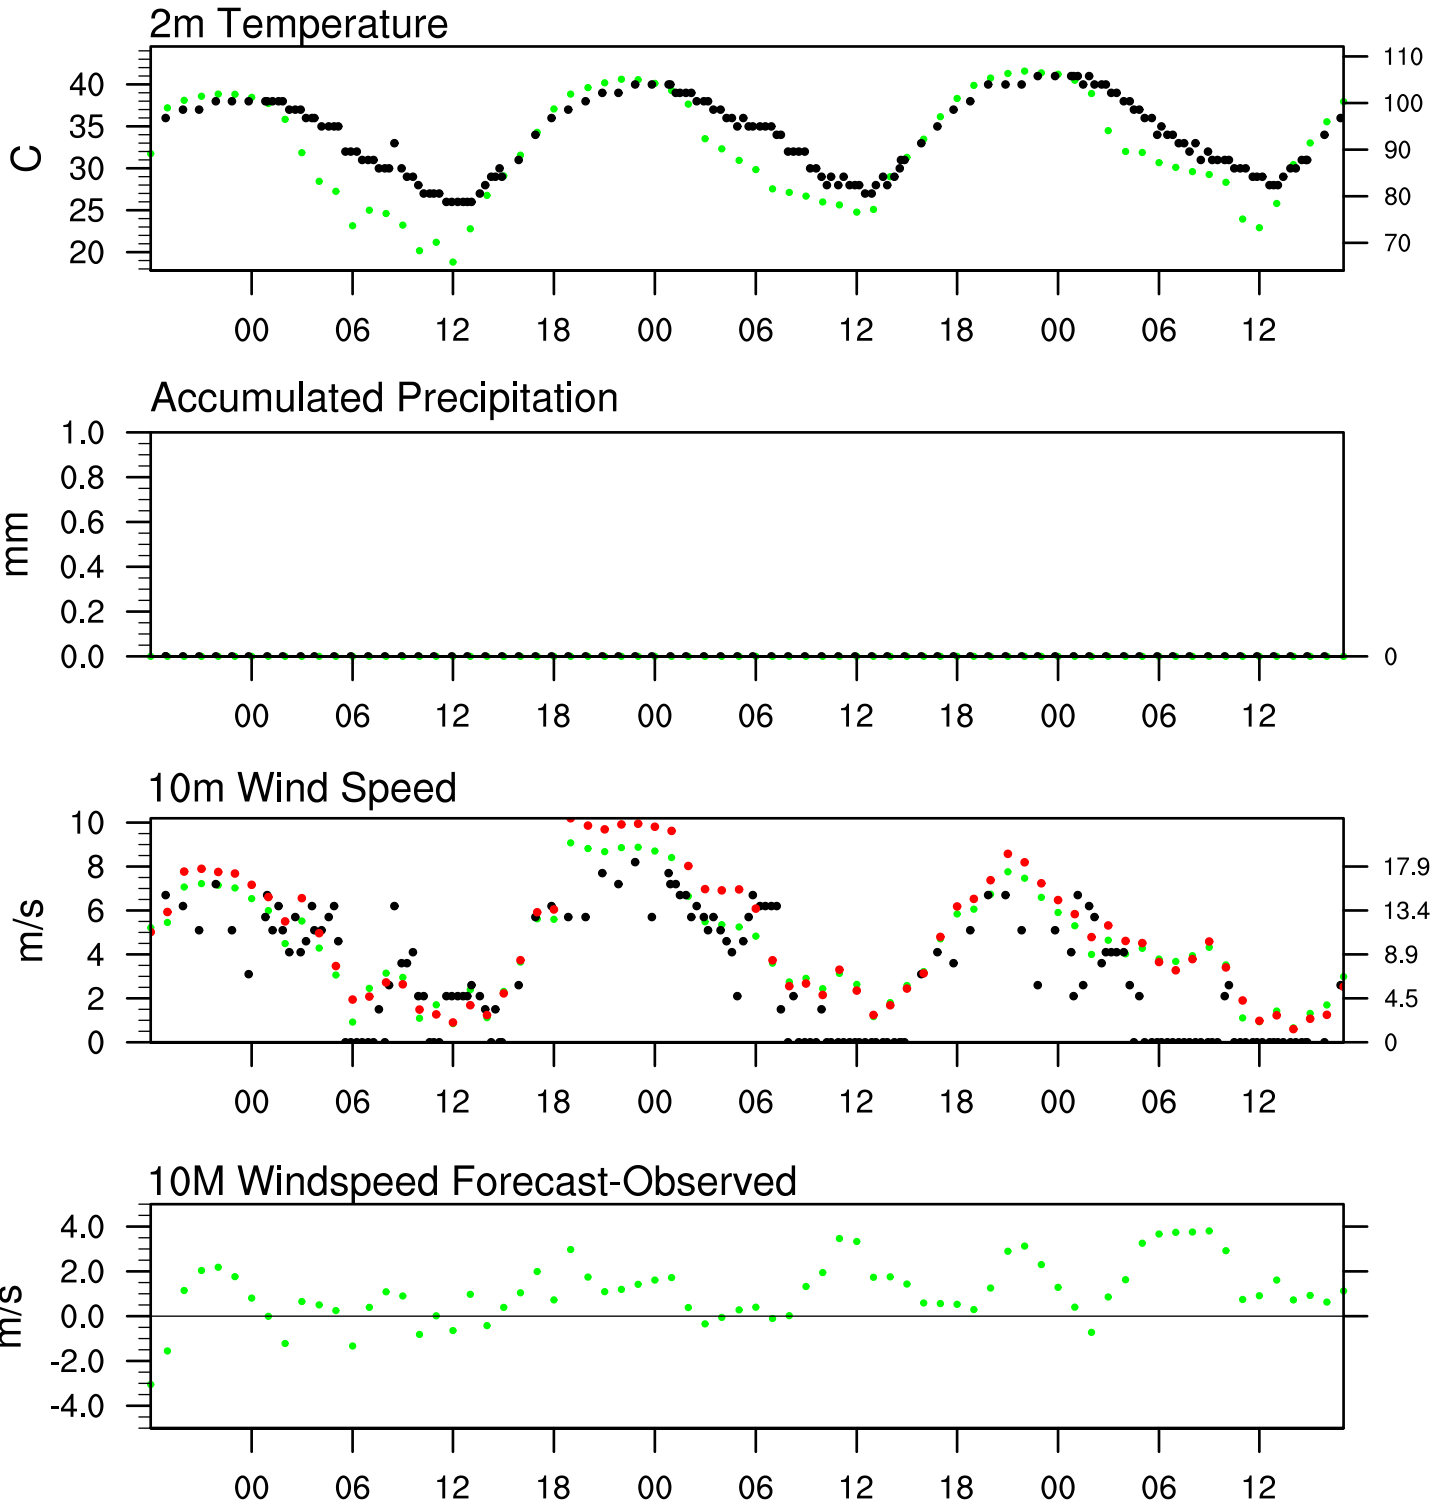 2m Temperature
C
40
35
30
25
20
110
100
90
80
70
00 06 12 18 00 06 12 18 00 06 12
Accumulated Precipitation
mm
1.0
0.8
0.6
0.4
0.2
0.0
0
00 06 12 18 00 06 12 18 00 06 12
10m Wind Speed
m/s
10
8
6
4
2
0
17.9
13.4
8.9
4.5
0
00 06 12 18 00 06 12 18 00 06 12
10M Windspeed Forecast-Observed
m/s
4.0
2.0
0.0
-2.0
-4.0
00 06 12 18 00 06 12 18 00 06 12